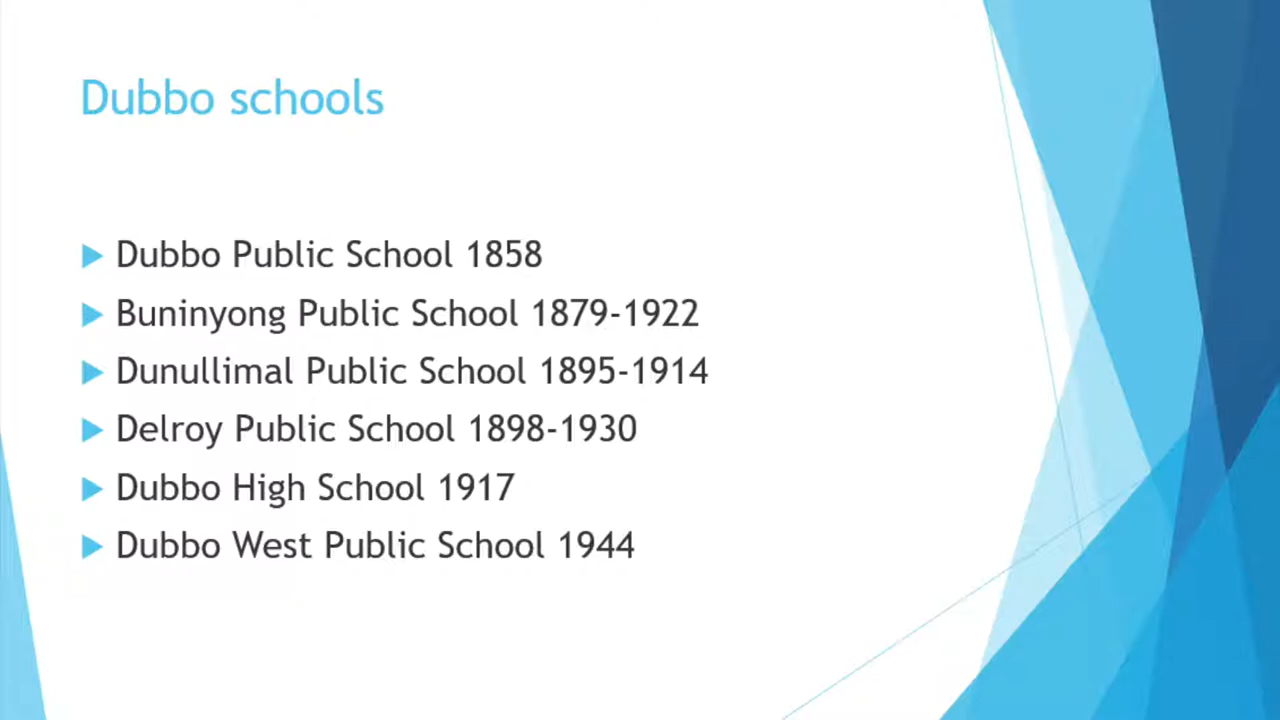 Dubbo schools
Dubbo Public School 1858
Buninyong Public School 1879-1922
Dunullimal Public School 1895-1914
Delroy Public School 1898-1930
Dubbo High School 1917
Dubbo West Public School 1944